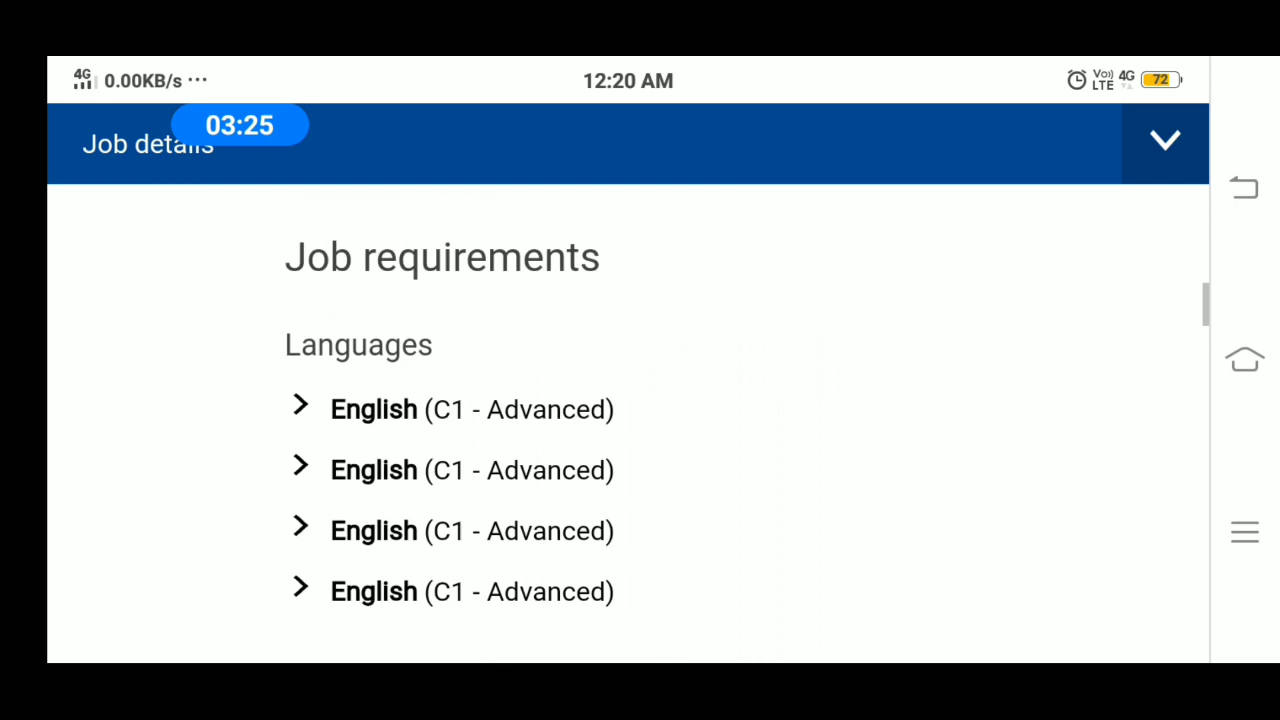 4G 0.00KB/s ... 12:20 AM Vo) LTE 4G 72
03:25
Job details
Job requirements
Languages
English (C1 - Advanced)
English (C1 - Advanced)
English (C1 - Advanced)
English (C1 - Advanced)